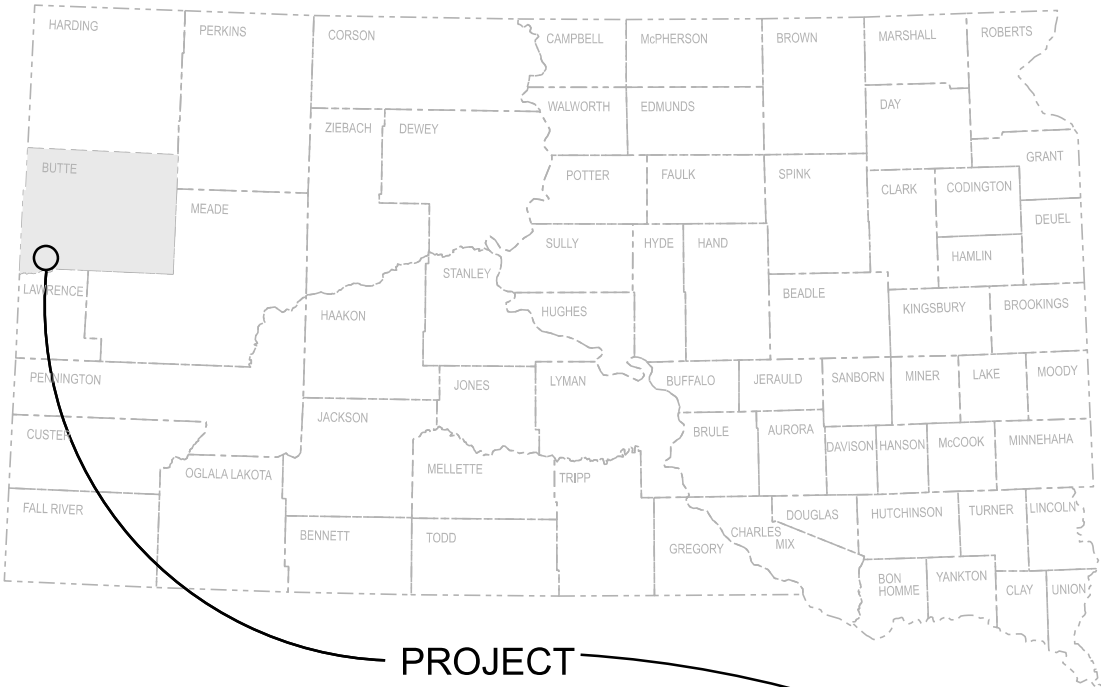 HARDING
PERKINS
CORSON
CAMPBELL
McPHERSON
BROWN
MARSHALL
ROBERTS
WALWORTH
EDMUNDS
DAY
ZIEBACH
DEWEY
GRANT
BUTTE
POTTER
FAULK
SPINK
CLARK
CODINGTON
MEADE
DEUEL
SULLY
HYDE
HAND
HAMLIN
STANLEY
LAWRENCE
BEADLE
KINGSBURY
BROOKINGS
HAAKON
HUGHES
PENNINGTON
JONES
LYMAN
BUFFALO
JERAULD
SANBORN
MINER
LAKE
MOODY
JACKSON
CUSTER
BRULE
AURORA
DAVISON
HANSON
McCOOK
MINNEHAHA
OGLALA LAKOTA
MELLETTE
TRIPP
FALL RIVER
DOUGLAS
HUTCHINSON
TURNER
LINCOLN
BENNETT
TODD
GREGORY
CHARLES
MIX
BON
HOMME
YANKTON
CLAY
UNION
PROJECT